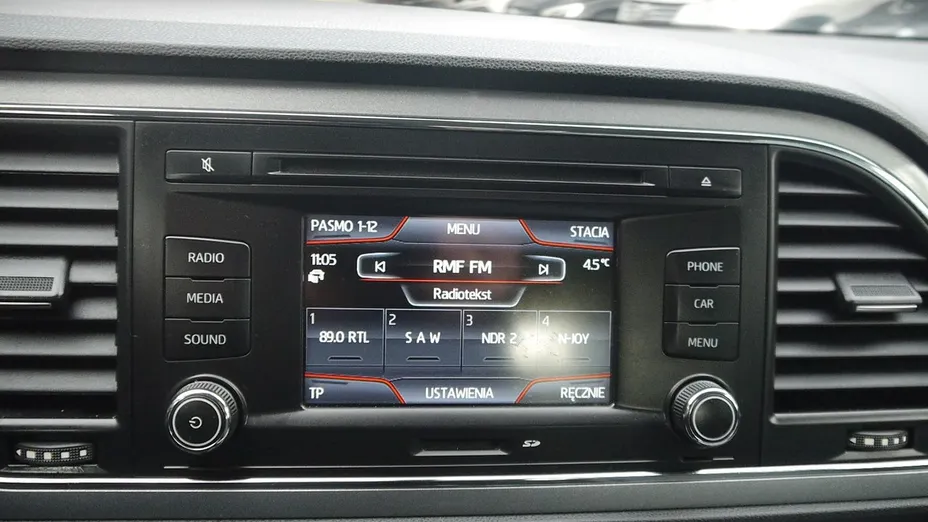 PASMO 1-12 MENU STACIA
11:05 RMF FM 4.5°C
Radiotekst
1 2 3 4
89.0 RTL S A W NDR 2 N-JOY
TP USTAWIENIA RĘCZNIE
RADIO
MEDIA
SOUND
PHONE
CAR
MENU
SD